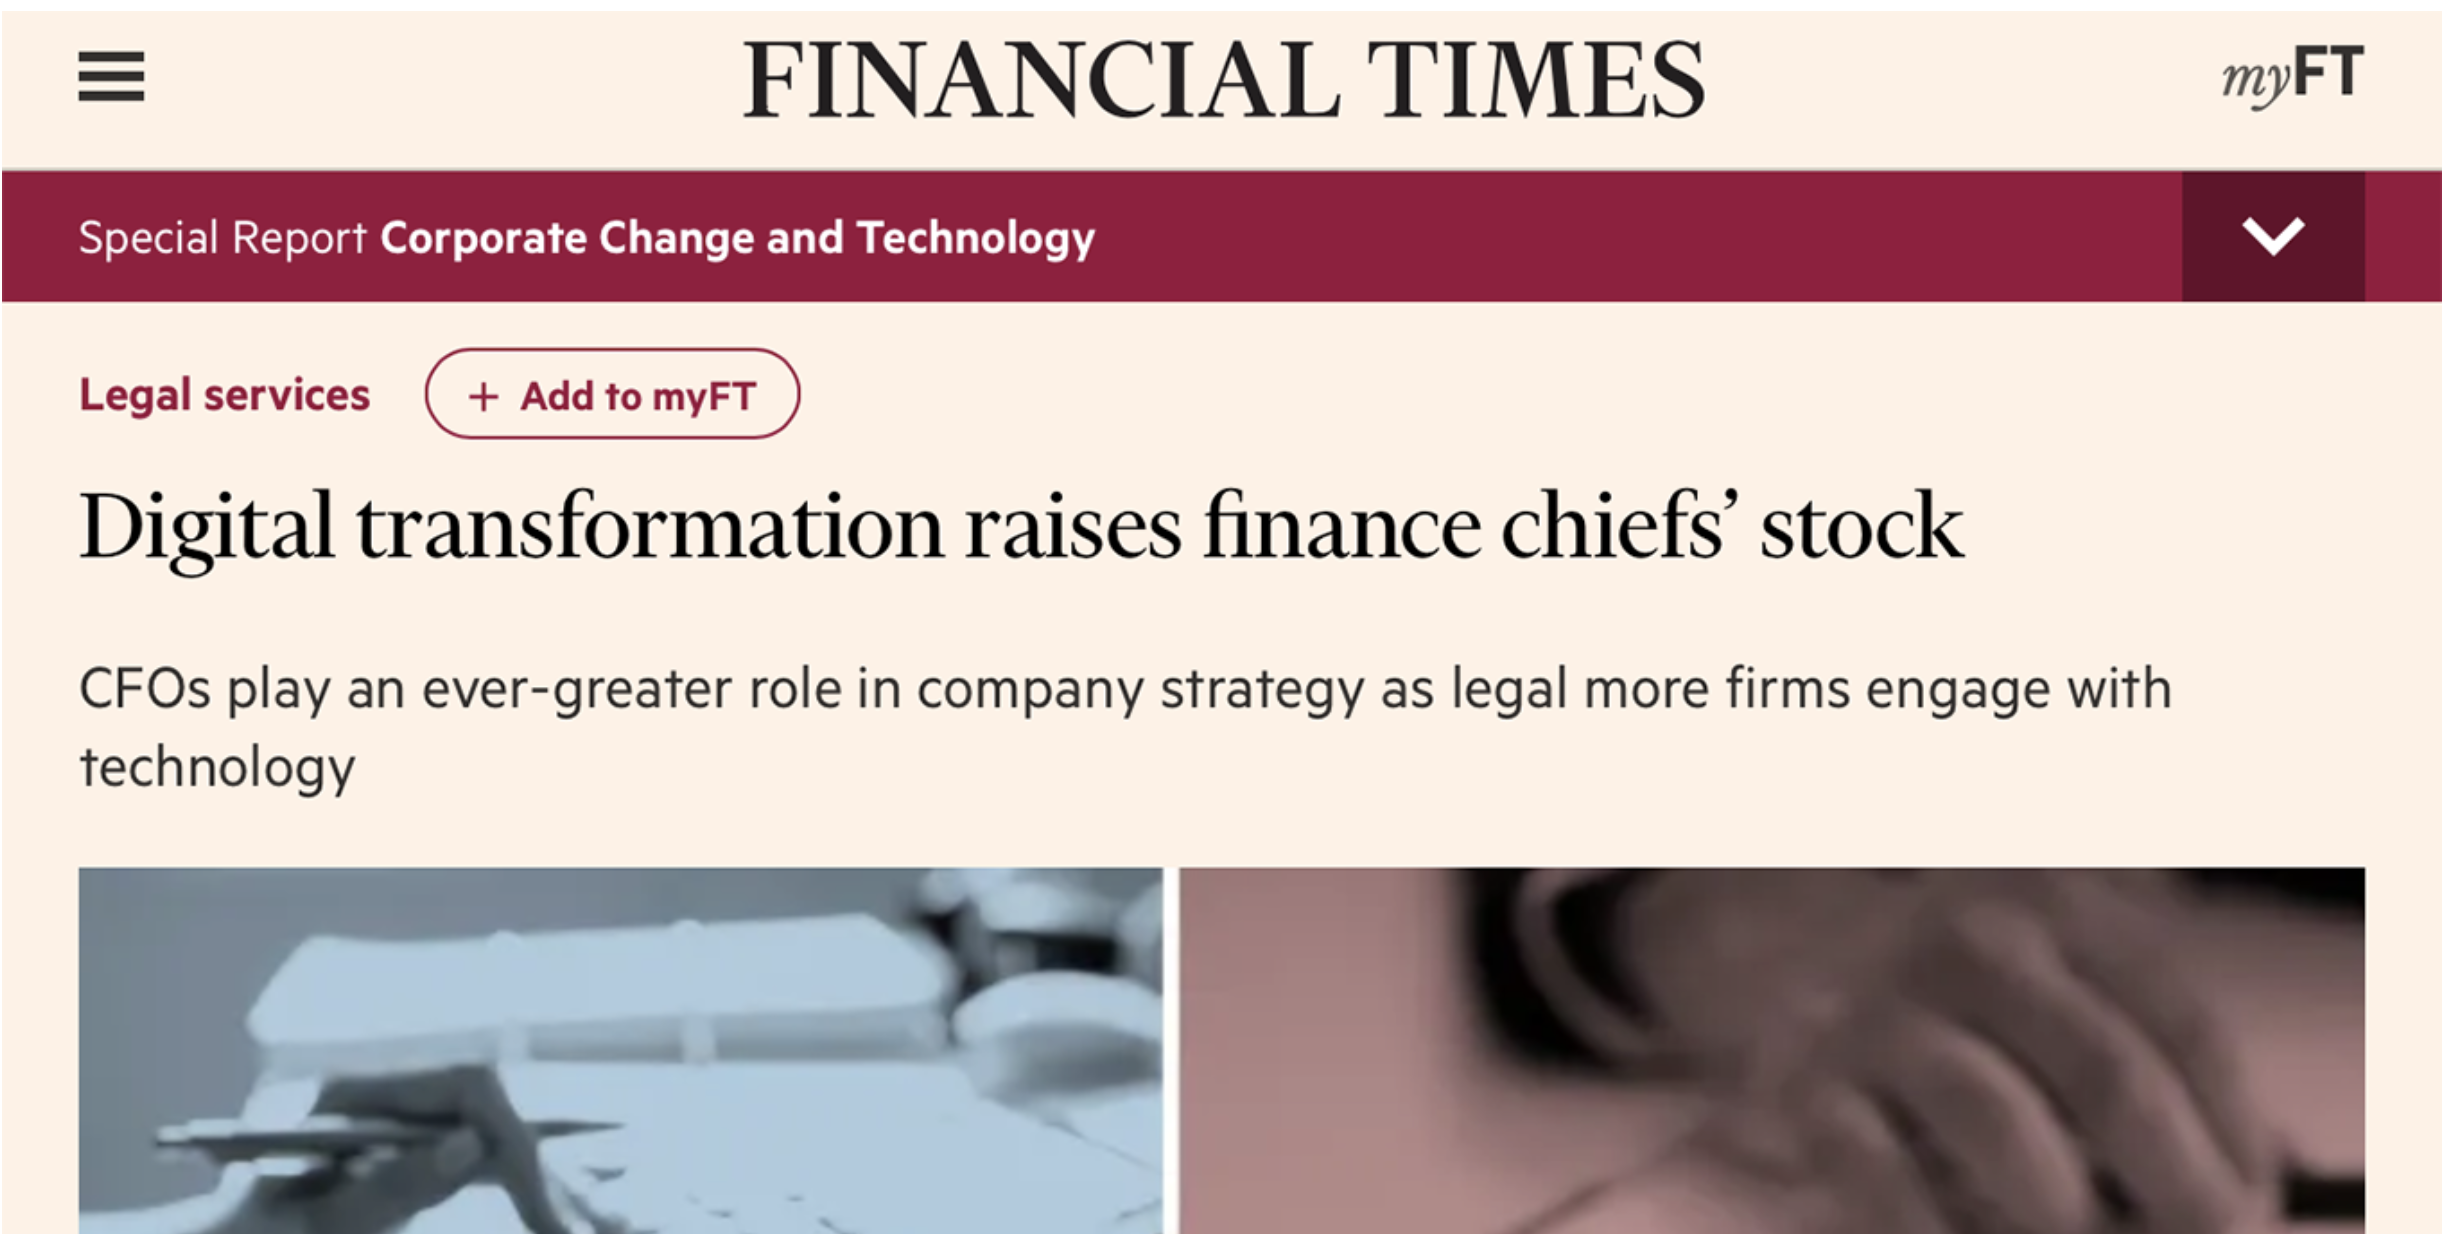 FINANCIAL TIMES
myFT
Special Report Corporate Change and Technology
Legal services
+ Add to myFT
Digital transformation raises finance chiefs’ stock
CFOs play an ever-greater role in company strategy as legal more firms engage with
technology